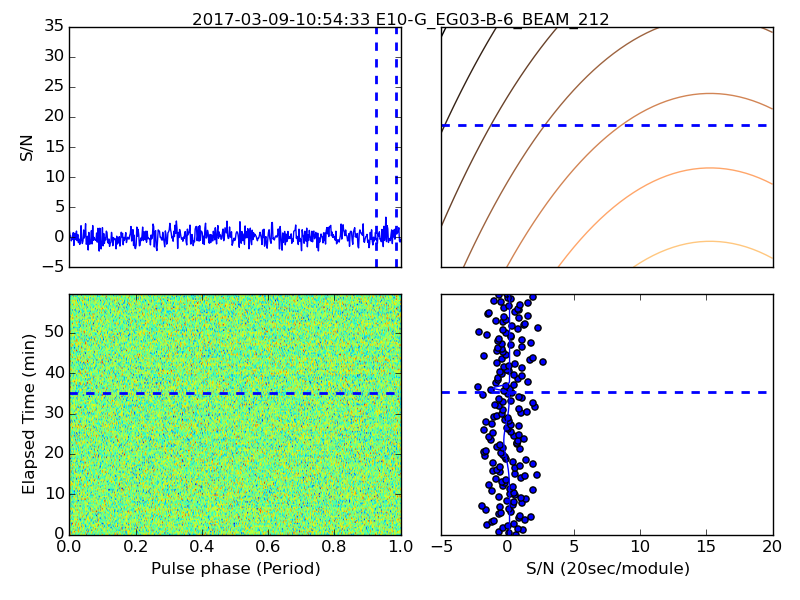 2017-03-09-10:54:33 E10-G_EG03-B-6_BEAM_212
35
30
25
20
15
10
5
0
−5
S/N
50
40
30
20
10
0
Elapsed Time (min)
0.0 0.2 0.4 0.6 0.8 1.0
Pulse phase (Period)
−5 0 5 10 15 20
S/N (20sec/module)